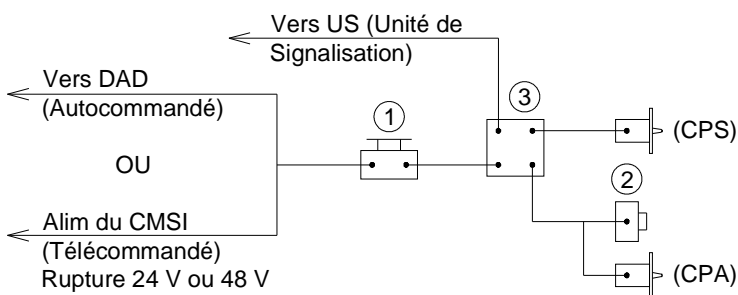 Vers US (Unité de
Signalisation)
Vers DAD
(Autocommandé)
1
3
(CPS)
OU
2
Alim du CMSI
(Télécommandé)
Rupture 24 V ou 48 V
(CPA)